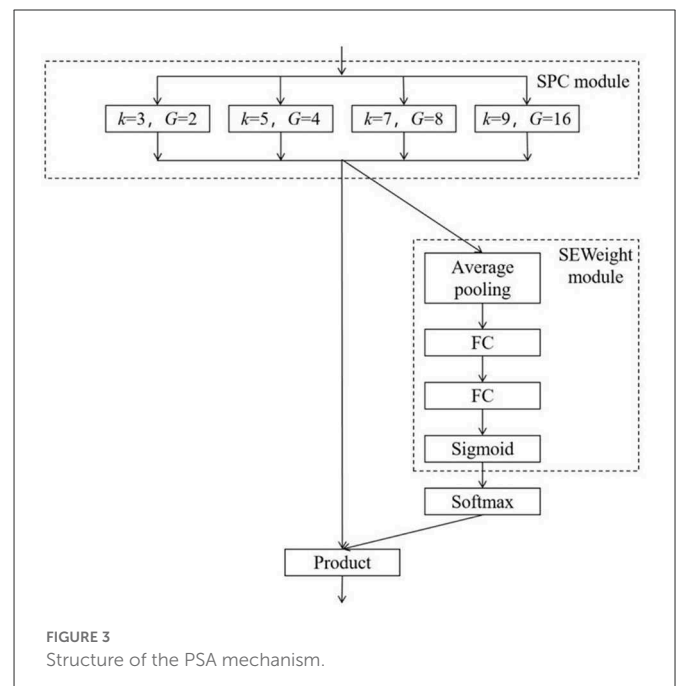 SPC module
k=3, G=2
k=5, G=4
k=7, G=8
k=9, G=16
SEWeight
module
Average
pooling
FC
FC
Sigmoid
Softmax
Product
FIGURE 3
Structure of the PSA mechanism.